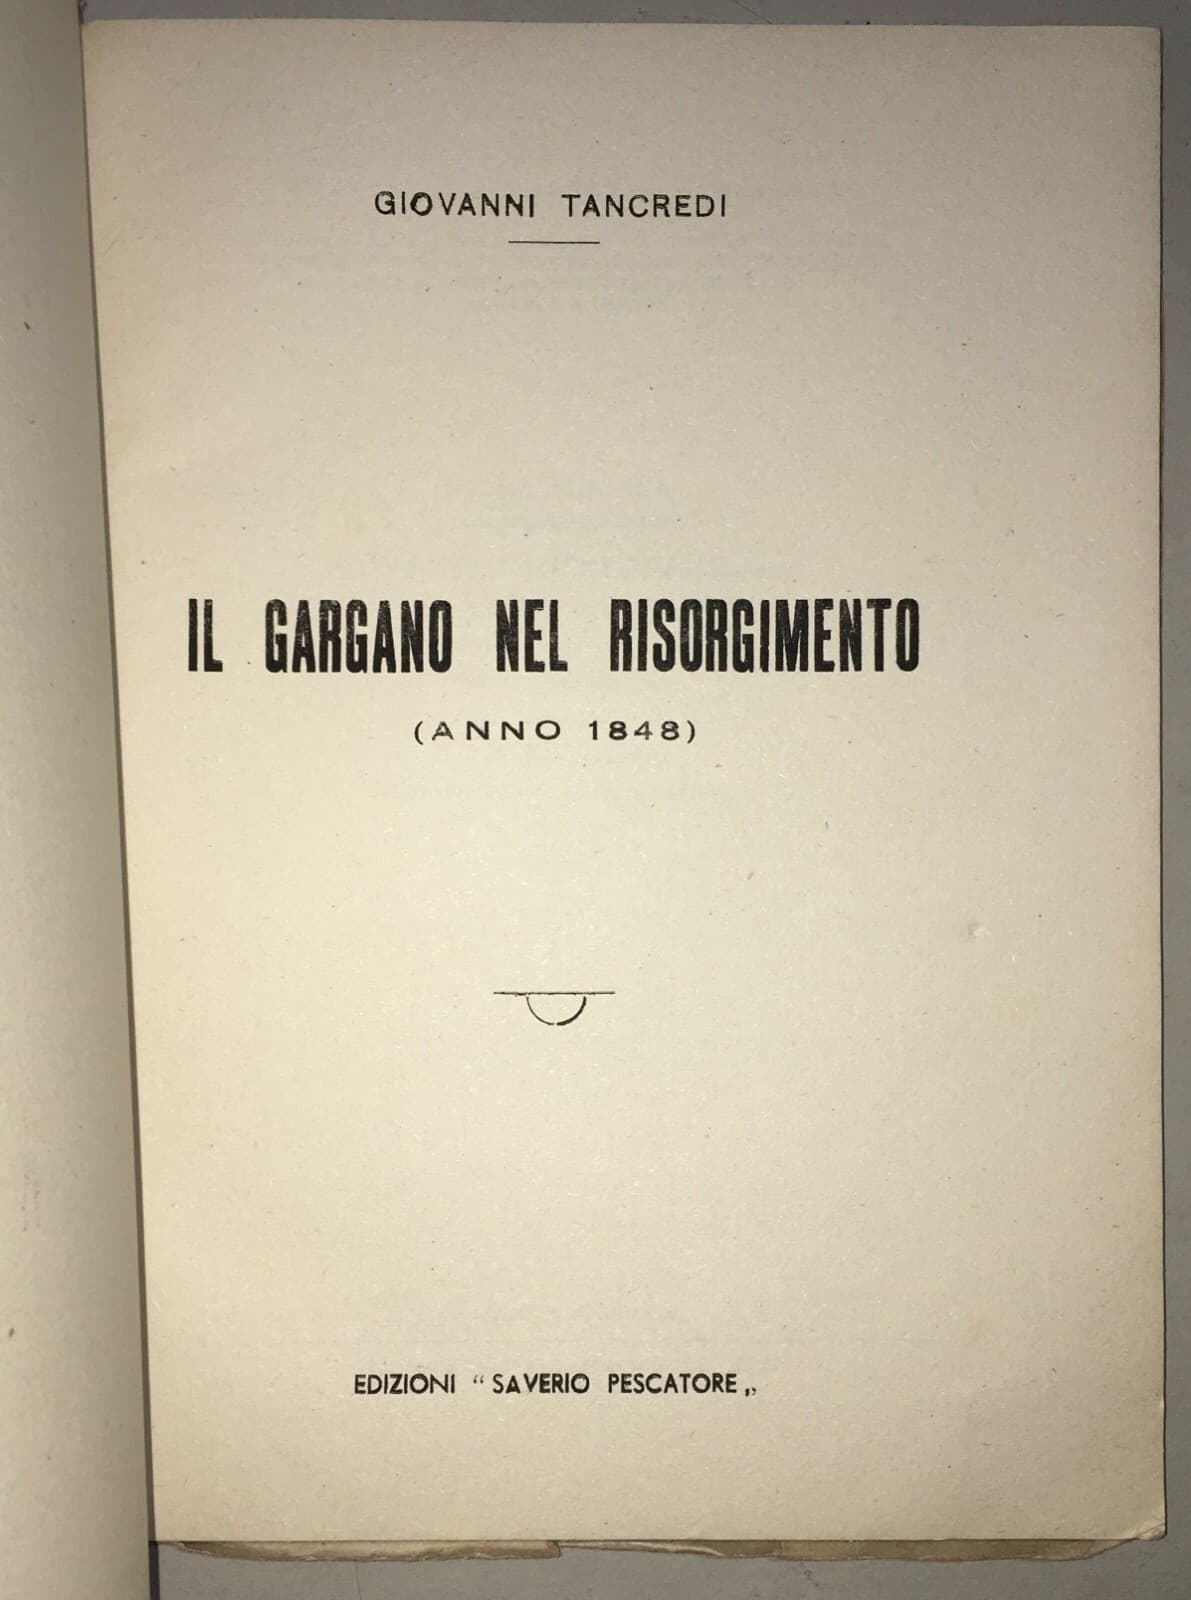 GIOVANNI TANCREDI
IL GARGANO NEL RISORGIMENTO
(ANNO 1848)
EDIZIONI “ SAVERIO PESCATORE „